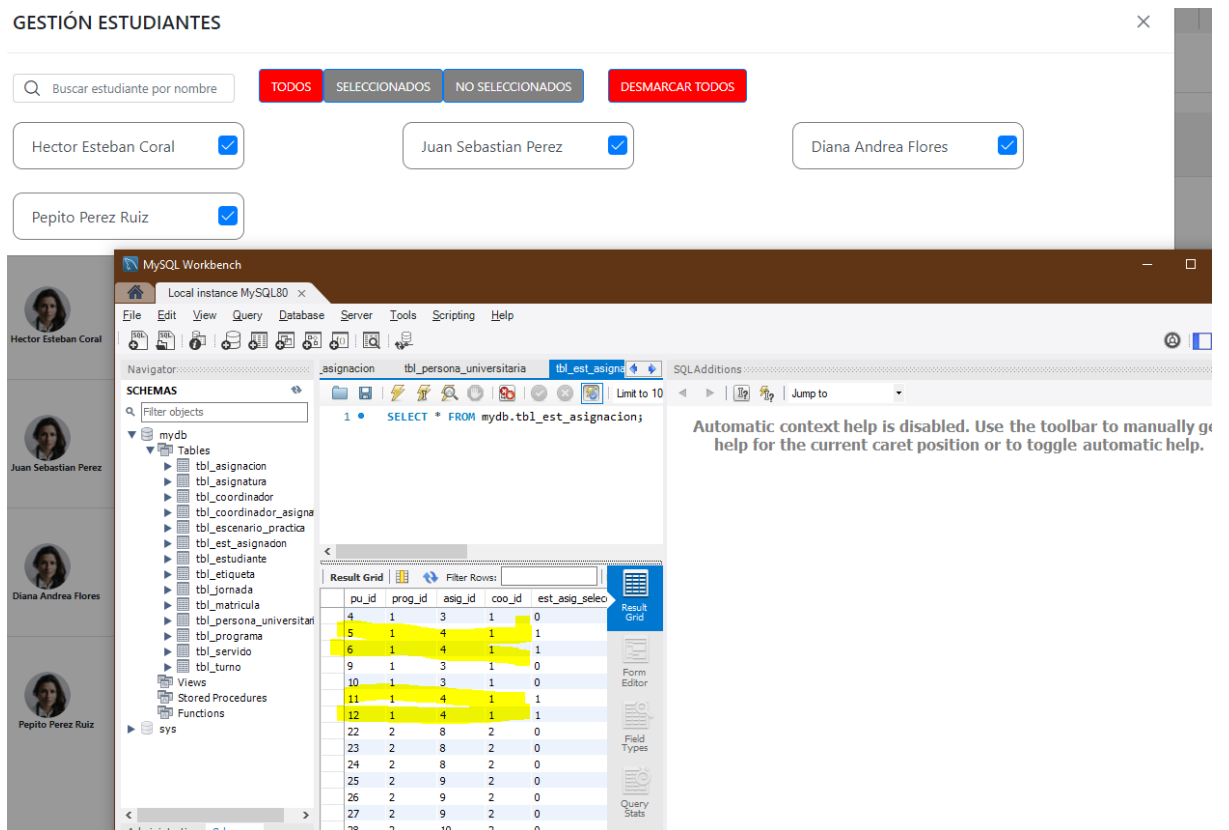 GESTIÓN ESTUDIANTES
Buscar estudiante por nombre
TODOS SELECCIONADOS NO SELECCIONADOS DESMARCAR TODOS
Hector Esteban Coral Juan Sebastian Perez Diana Andrea Flores
Pepito Perez Ruiz
Hector Esteban Coral
Juan Sebastian Perez
Diana Andrea Flores
Pepito Perez Ruiz
MySQL Workbench
Local instance MySQL80
File Edit View Query Database Server Tools Scripting Help
Navigator
SCHEMAS
Filter objects
mydb
Tables
tbl_asignacion
tbl_asignatura
tbl_coordinador
tbl_coordinador_asigna
tbl_escenario_practica
tbl_est_asignacion
tbl_estudiante
tbl_etiqueta
tbl_jornada
tbl_matricula
tbl_persona_universitari
tbl_programa
tbl_servido
tbl_turno
Views
Stored Procedures
Functions
sys
_asignacion tbl_persona_universitaria tbl_est_asigna
Limit to 10
1 SELECT * FROM mydb.tbl_est_asignacion;
SQLAdditions
Jump to
Automatic context help is disabled. Use the toolbar to manually ge
help for the current caret position or to toggle automatic help.
Result Grid Filter Rows:
pu_id prog_id asig_id coo_id est_asig_selec
4 1 3 1 0
5 1 4 1 1
6 1 4 1 1
9 1 3 1 0
10 1 3 1 0
11 1 4 1 1
12 1 4 1 1
22 2 8 2 0
23 2 8 2 0
24 2 8 2 0
25 2 9 2 0
26 2 9 2 0
27 2 9 2 0
28 2 10 2 0
Result
Grid
Form
Editor
Field
Types
Query
Stats